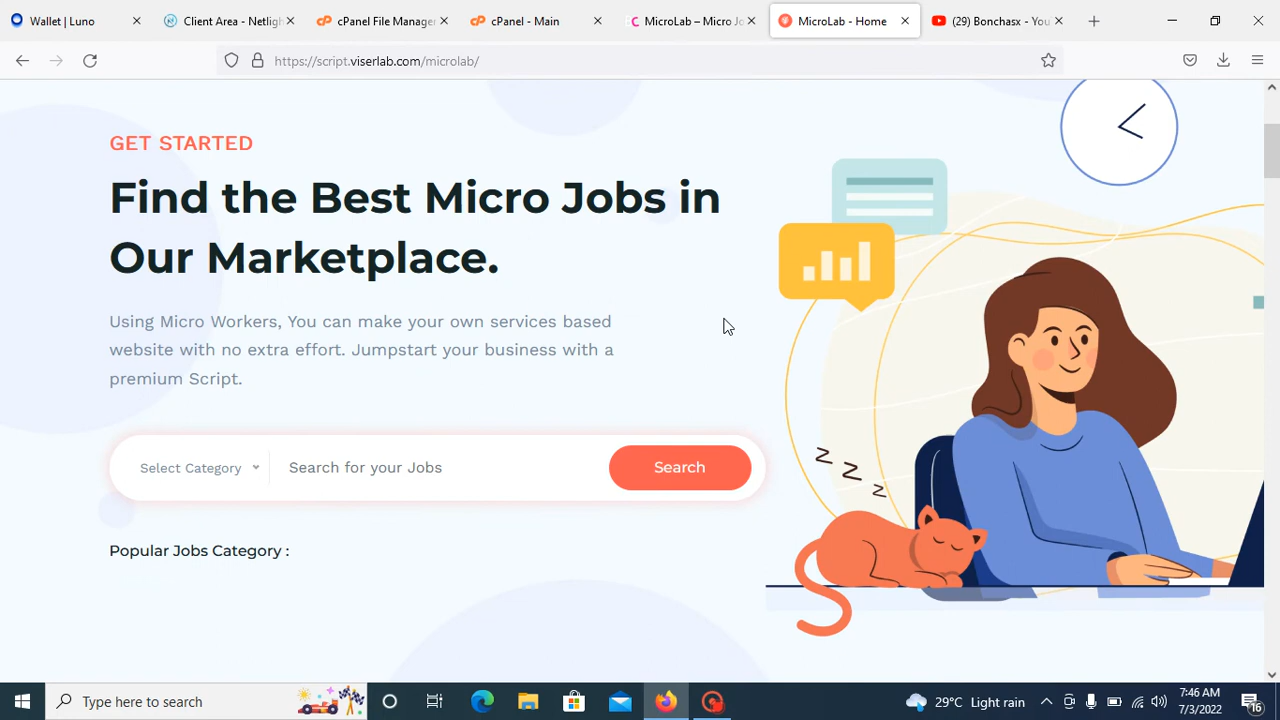 Wallet | Luno
Client Area - Netligh
cPanel File Manager
cPanel - Main
MicroLab – Micro Jo
MicroLab - Home
(29) Bonchasx - You
https://script.viserlab.com/microlab/
GET STARTED
Find the Best Micro Jobs in
Our Marketplace.
Using Micro Workers, You can make your own services based
website with no extra effort. Jumpstart your business with a
premium Script.
Select Category
Search for your Jobs
Search
z z z
Popular Jobs Category :
Type here to search
29°C Light rain
7:46 AM
7/3/2022
16